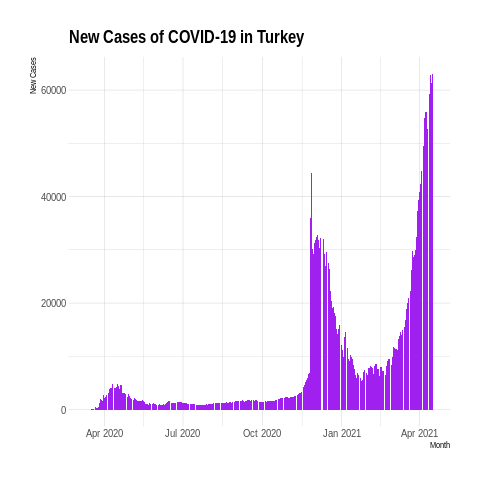 New Cases of COVID-19 in Turkey
New Cases
60000
40000
20000
0
Apr 2020 Jul 2020 Oct 2020 Jan 2021 Apr 2021
Month